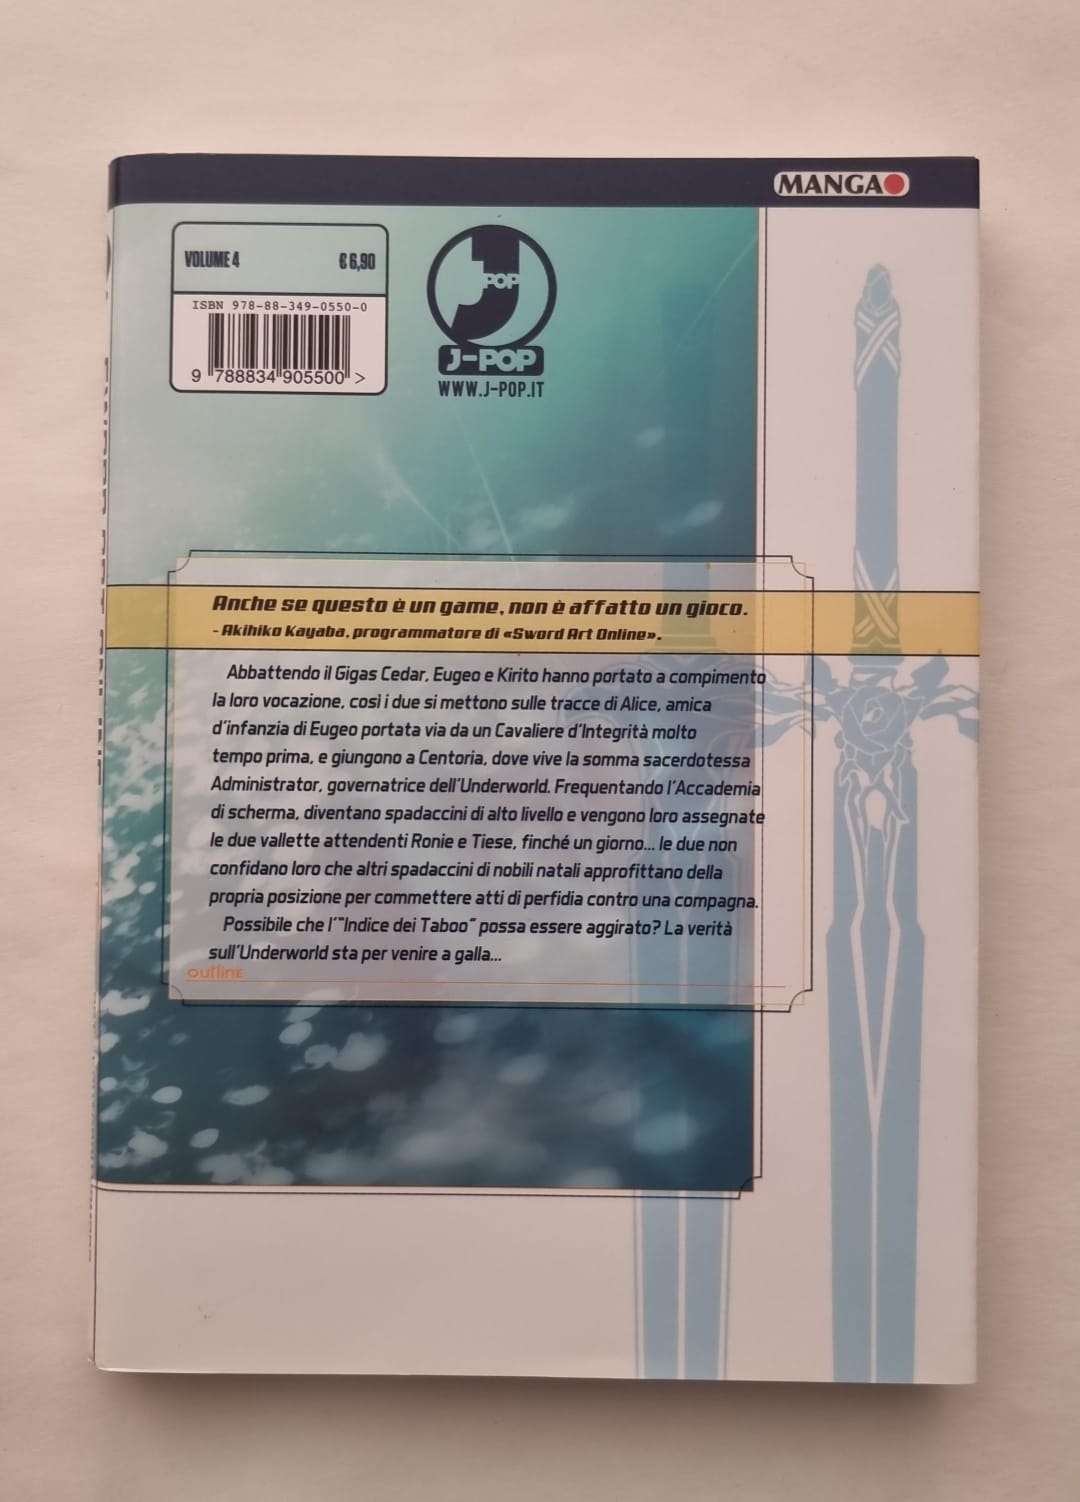 MANGA
VOLUME 4 € 6,90
ISBN 978-88-349-0550-0
9 788834 905500 >
POP
J-POP
WWW.J-POP.IT
Anche se questo è un game, non è affatto un gioco.
- Akihiko Kayaba, programmatore di «Sword Art Online».
Abbattendo il Gigas Cedar, Eugeo e Kirito hanno portato a compimento
la loro vocazione, così i due si mettono sulle tracce di Alice, amica
d'infanzia di Eugeo portata via da un Cavaliere d'Integrità molto
tempo prima, e giungono a Centoria, dove vive la somma sacerdotessa
Administrator, governatrice dell'Underworld. Frequentando l'Accademia
di scherma, diventano spadaccini di alto livello e vengono loro assegnate
le due vallette attendenti Ronie e Tiese, finché un giorno... le due non
confidano loro che altri spadaccini di nobili natali approfittano della
propria posizione per commettere atti di perfidia contro una compagna.
Possibile che l'"Indice dei Taboo" possa essere aggirato? La verità
sull'Underworld sta per venire a galla...
outline